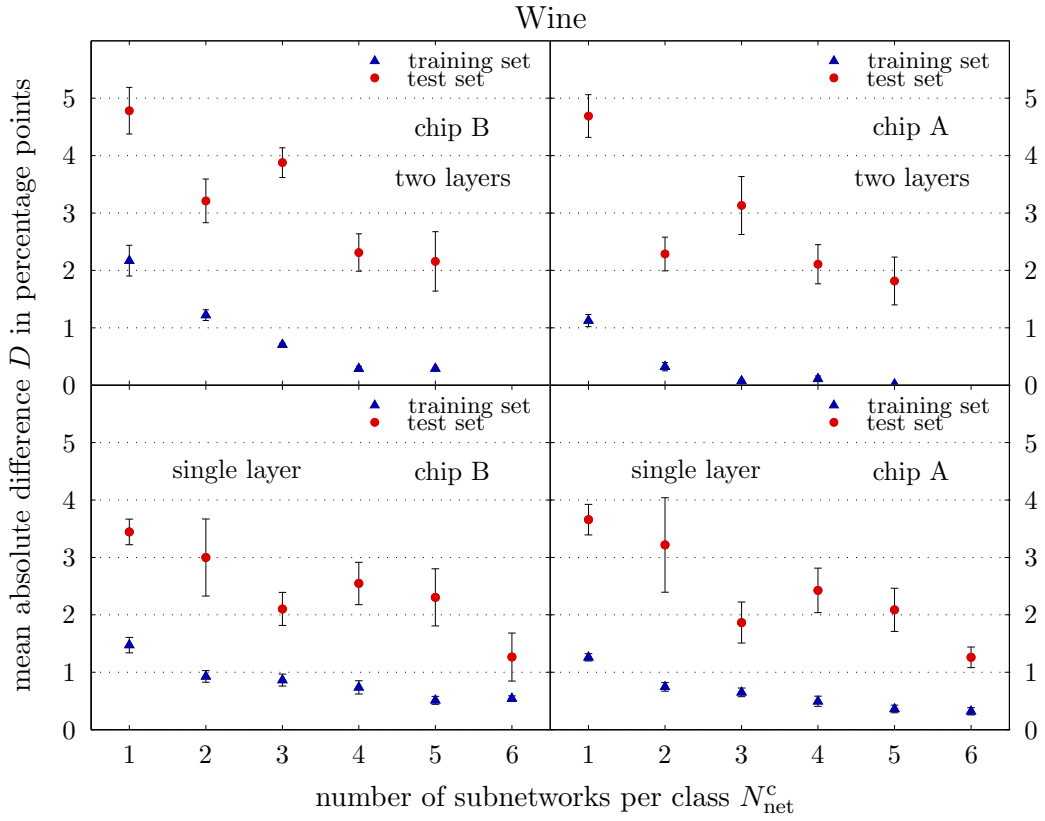 Wine
mean absolute difference D in percentage points
training set
test set
chip B
two layers
5
4
3
2
1
0
training set
test set
chip A
two layers
5
4
3
2
1
0
training set
test set
single layer
chip B
5
4
3
2
1
0
training set
test set
single layer
chip A
5
4
3
2
1
0
1 2 3 4 5 6
1 2 3 4 5 6
number of subnetworks per class N^c_net